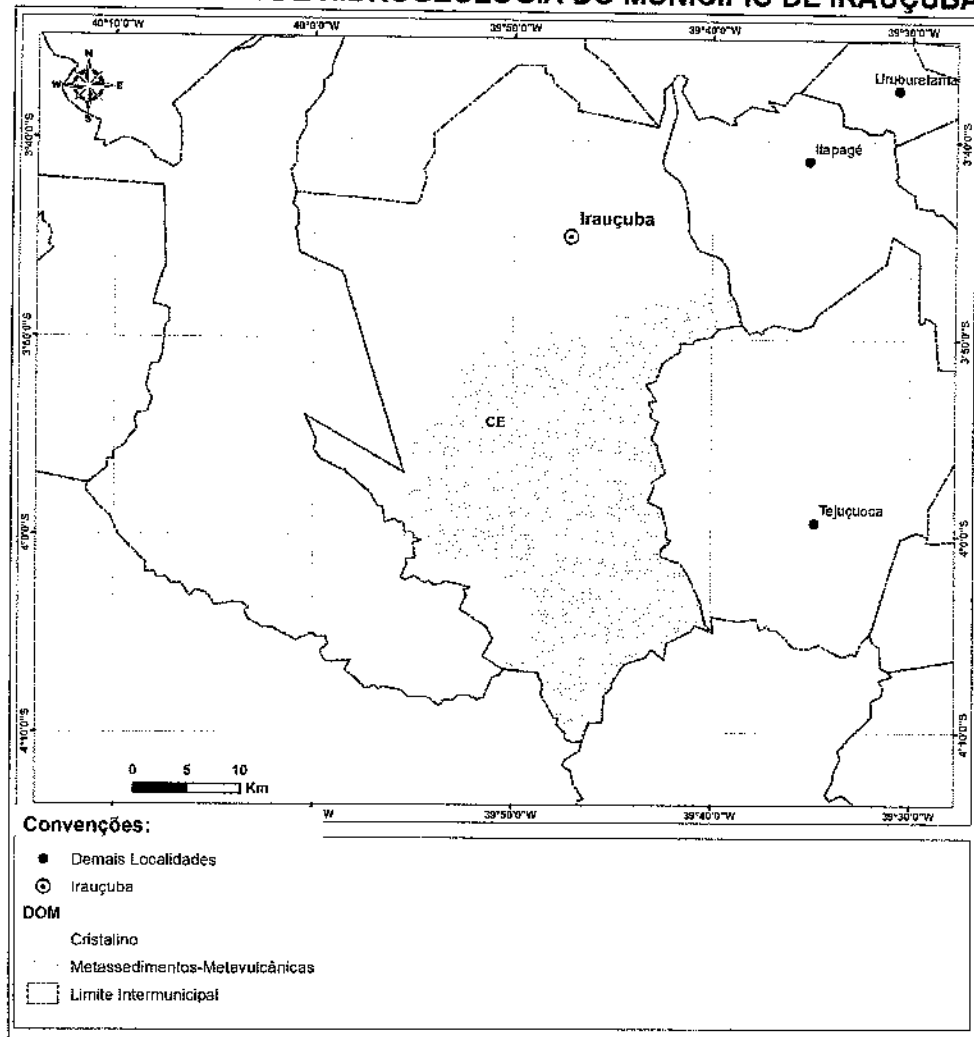 DE HIDROGEOLOGIA DO MUNICÍPIO DE IRAUÇUBA
40°10'0"W 40°0'0"W 39°50'0"W 39°40'0"W 39°30'0"W
N
W E
S
Uruburetama
3°40'0"S 3°40'0"S
Itapagé
Irauçuba
3°50'0"S 3°50'0"S
CE
Tejuçuoca
4°0'0"S 4°0'0"S
4°10'0"S 4°10'0"S
0 5 10
Km
W 39°50'0"W 39°40'0"W 39°30'0"W
Convenções:
Demais Localidades
Irauçuba
DOM
Cristalino
Metassedimentos-Metavulcânicas
Limite Intermunicipal